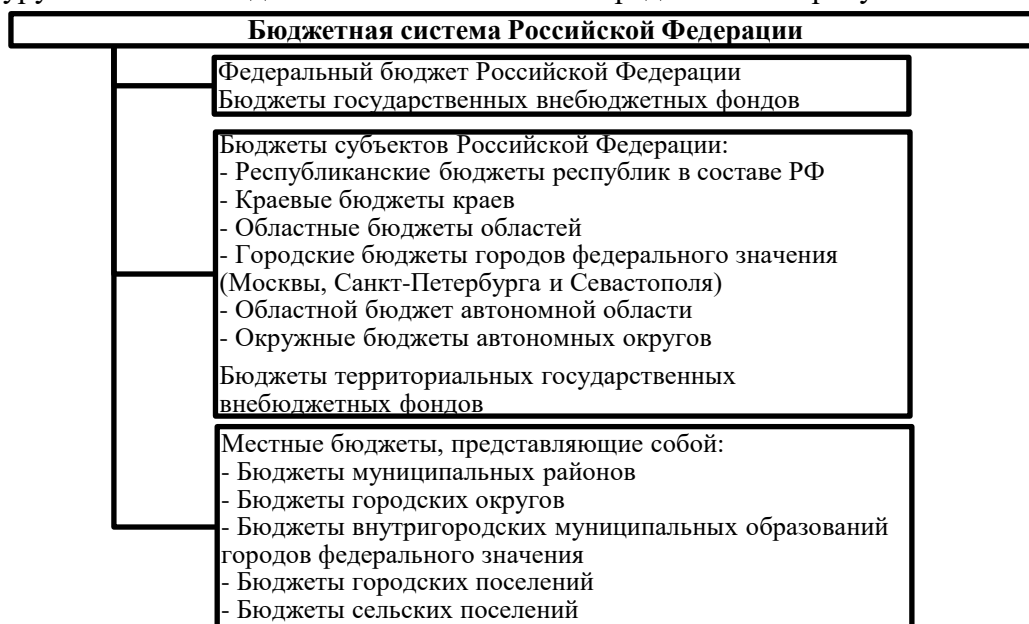 Бюджетная система Российской Федерации
Федеральный бюджет Российской Федерации
Бюджеты государственных внебюджетных фондов
Бюджеты субъектов Российской Федерации:
- Республиканские бюджеты республик в составе РФ
- Краевые бюджеты краев
- Областные бюджеты областей
- Городские бюджеты городов федерального значения
(Москвы, Санкт-Петербурга и Севастополя)
- Областной бюджет автономной области
- Окружные бюджеты автономных округов
Бюджеты территориальных государственных
внебюджетных фондов
Местные бюджеты, представляющие собой:
- Бюджеты муниципальных районов
- Бюджеты городских округов
- Бюджеты внутригородских муниципальных образований
городов федерального значения
- Бюджеты городских поселений
- Бюджеты сельских поселений